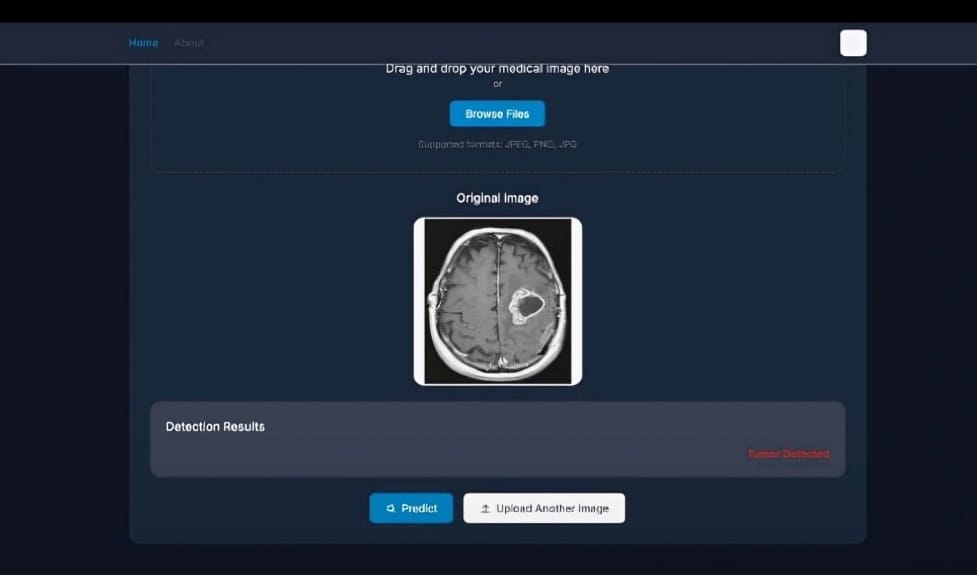 Home About
Drag and drop your medical image here
or
Browse Files
Supported formats: JPEG, PNG, JPG
Original Image
Detection Results
Tumor Detected
Predict
Upload Another Image